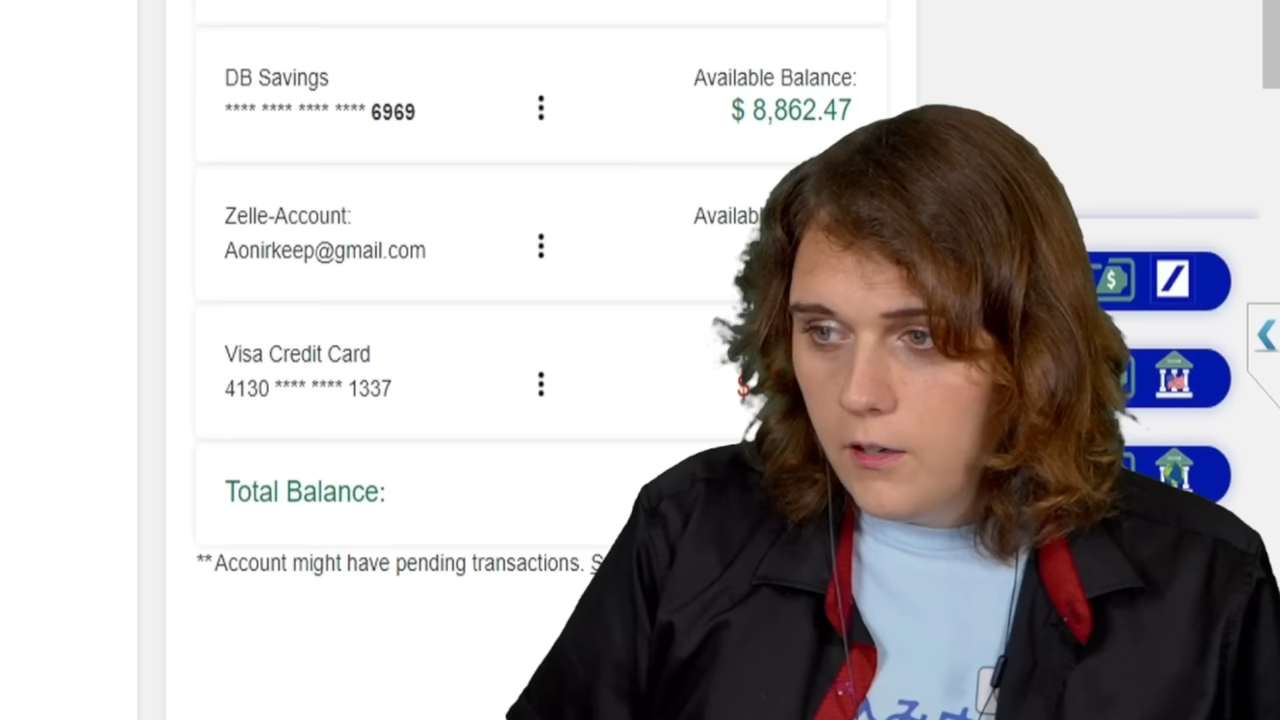 DB Savings
**** **** **** **** 6969
Available Balance:
$ 8,862.47
Zelle-Account:
Aonirkeep@gmail.com
Visa Credit Card
4130 **** **** 1337
$
Total Balance:
**Account might have pending transactions.